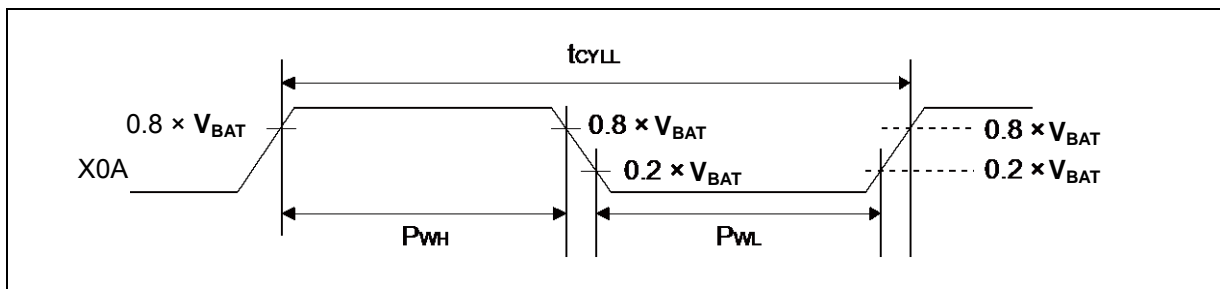 tCYLL
0.8 × VBAT
0.8 × VBAT
0.8 × VBAT
X0A
0.2 × VBAT
0.2 × VBAT
PWH
PWL